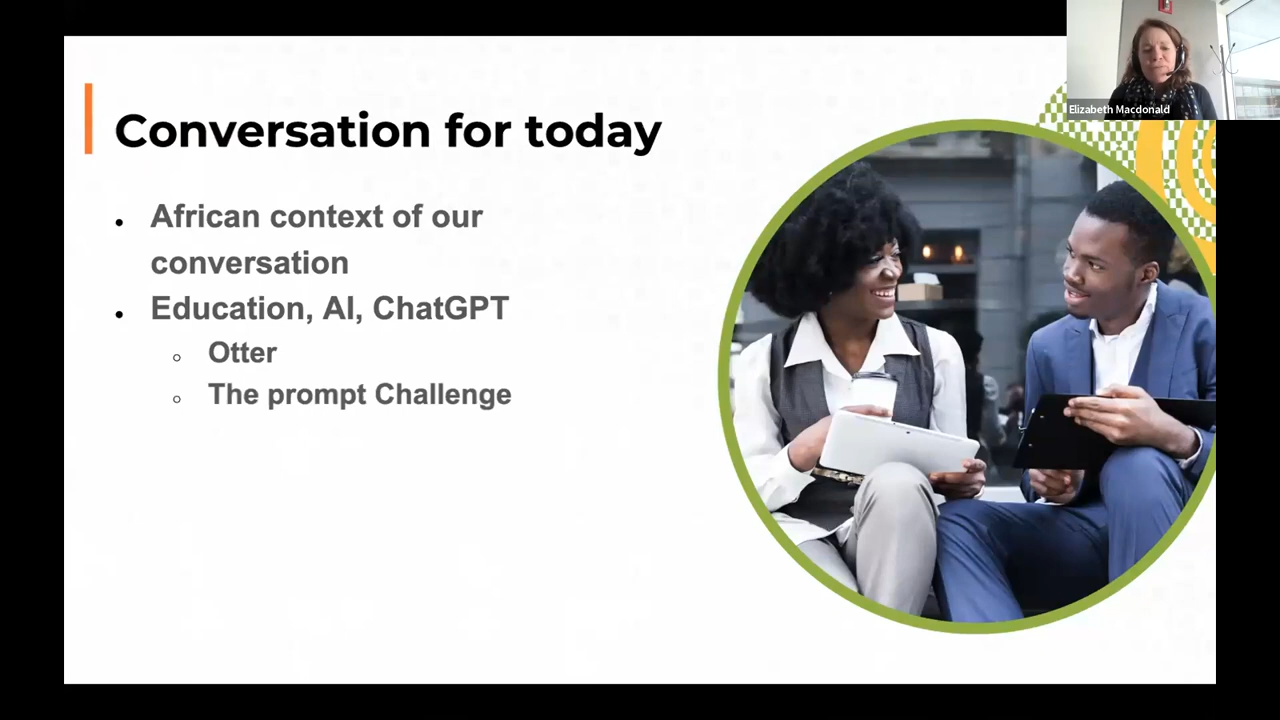 Elizabeth Macdonald
Conversation for today
African context of our
conversation
Education, AI, ChatGPT
Otter
The prompt Challenge